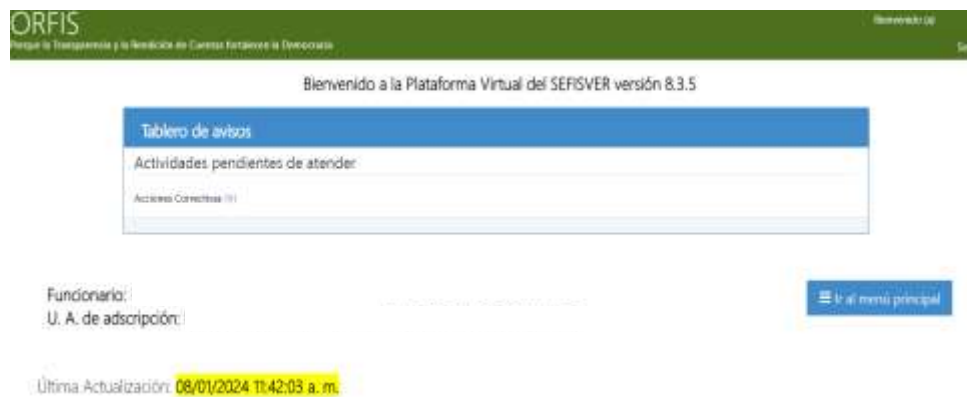 ORFIS
Porque la Transparencia y la Rendición de Cuentas fortalecen la Democracia
Bienvenido (a)
Bienvenido a la Plataforma Virtual del SEFISVER versión 8.3.5
Tablero de avisos
Actividades pendientes de atender
Acciones Correctivas
Funcionario:
Ir al menú principal
U. A. de adscripción:
Última Actualización: 08/01/2024 11:42:03 a. m.